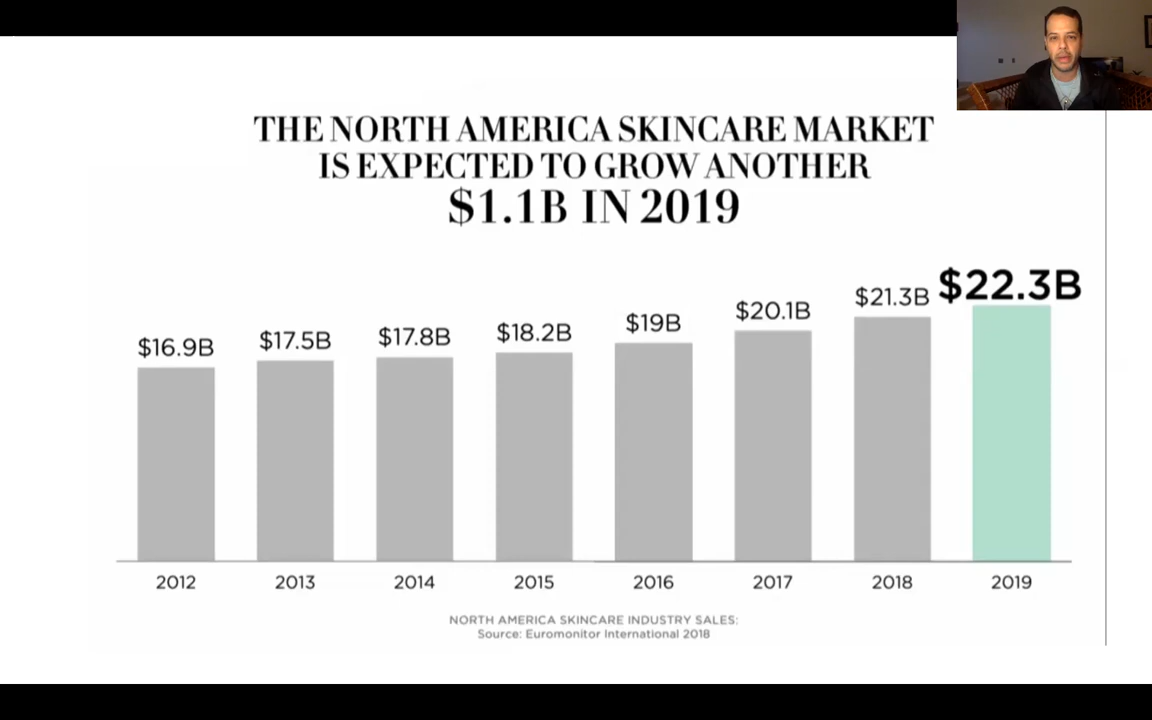 THE NORTH AMERICA SKINCARE MARKET
IS EXPECTED TO GROW ANOTHER
$1.1B IN 2019
$16.9B
$17.5B
$17.8B
$18.2B
$19B
$20.1B
$21.3B
$22.3B
2012
2013
2014
2015
2016
2017
2018
2019
NORTH AMERICA SKINCARE INDUSTRY SALES:
Source: Euromonitor International 2018